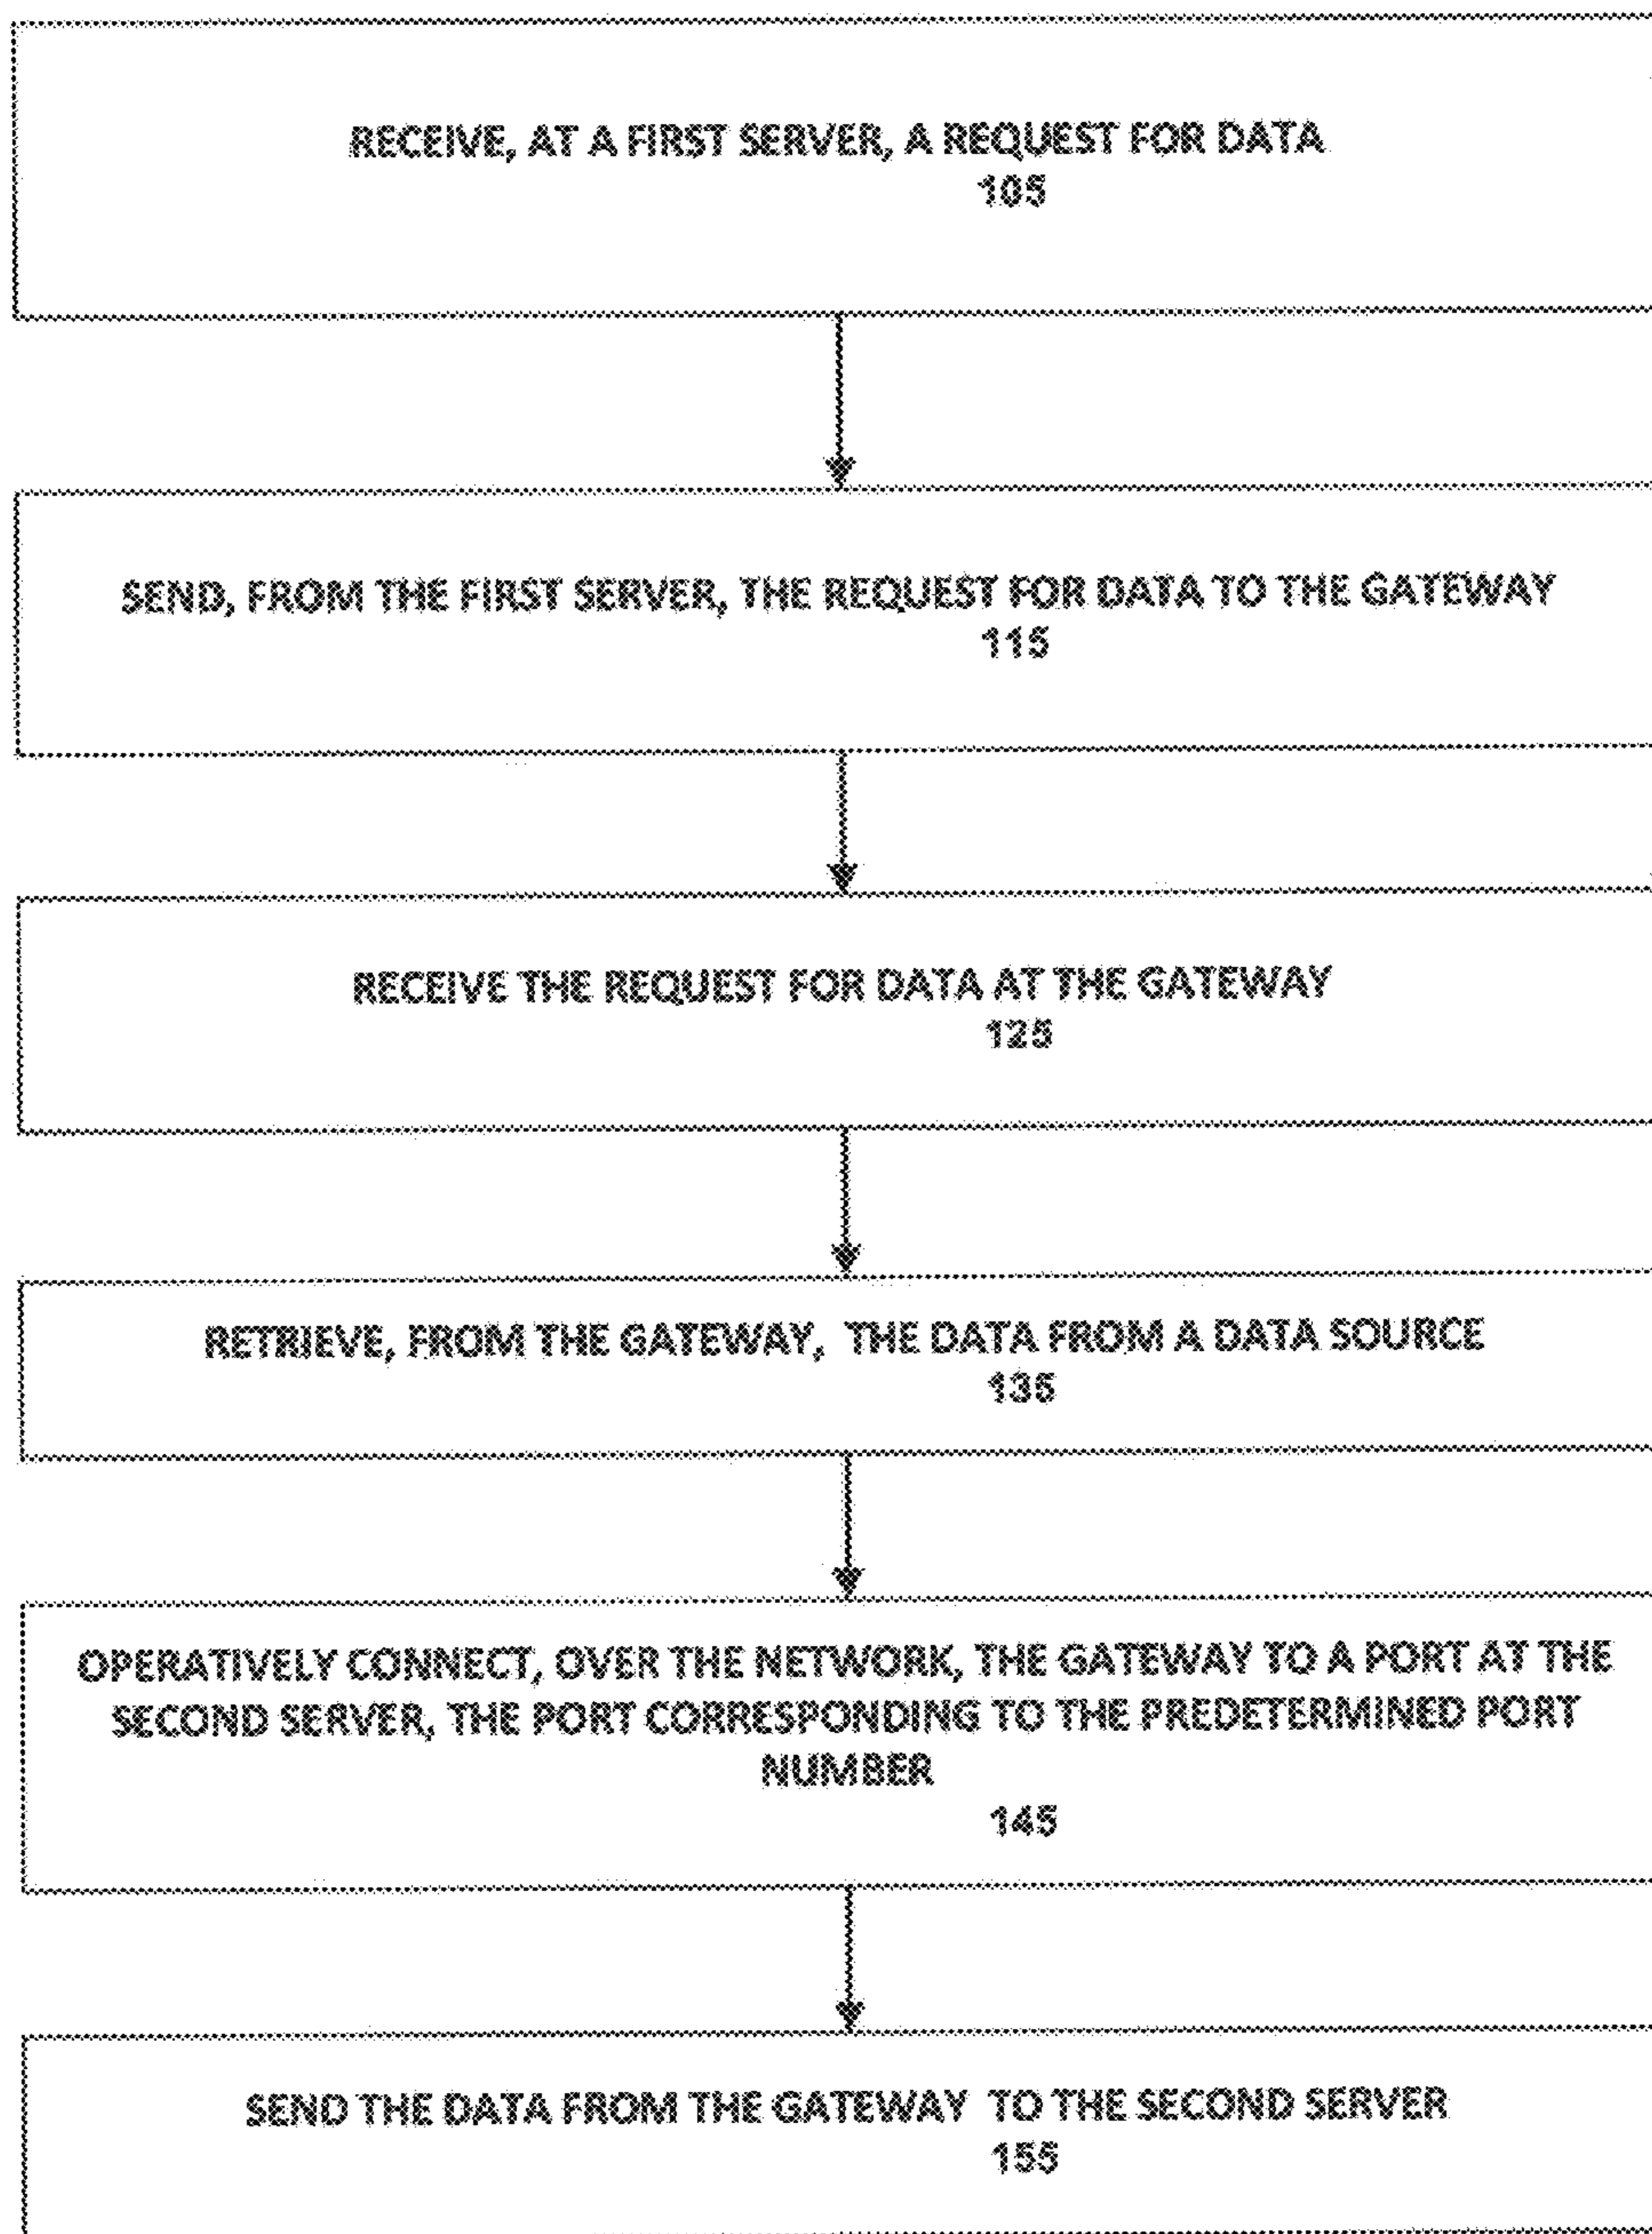 RECEIVE, AT A FIRST SERVER, A REQUEST FOR DATA
105
SEND, FROM THE FIRST SERVER, THE REQUEST FOR DATA TO THE GATEWAY
115
RECEIVE THE REQUEST FOR DATA AT THE GATEWAY
125
RETRIEVE, FROM THE GATEWAY, THE DATA FROM A DATA SOURCE
135
OPERATIVELY CONNECT, OVER THE NETWORK, THE GATEWAY TO A PORT AT THE
SECOND SERVER, THE PORT CORRESPONDING TO THE PREDETERMINED PORT
NUMBER
145
SEND THE DATA FROM THE GATEWAY TO THE SECOND SERVER
155